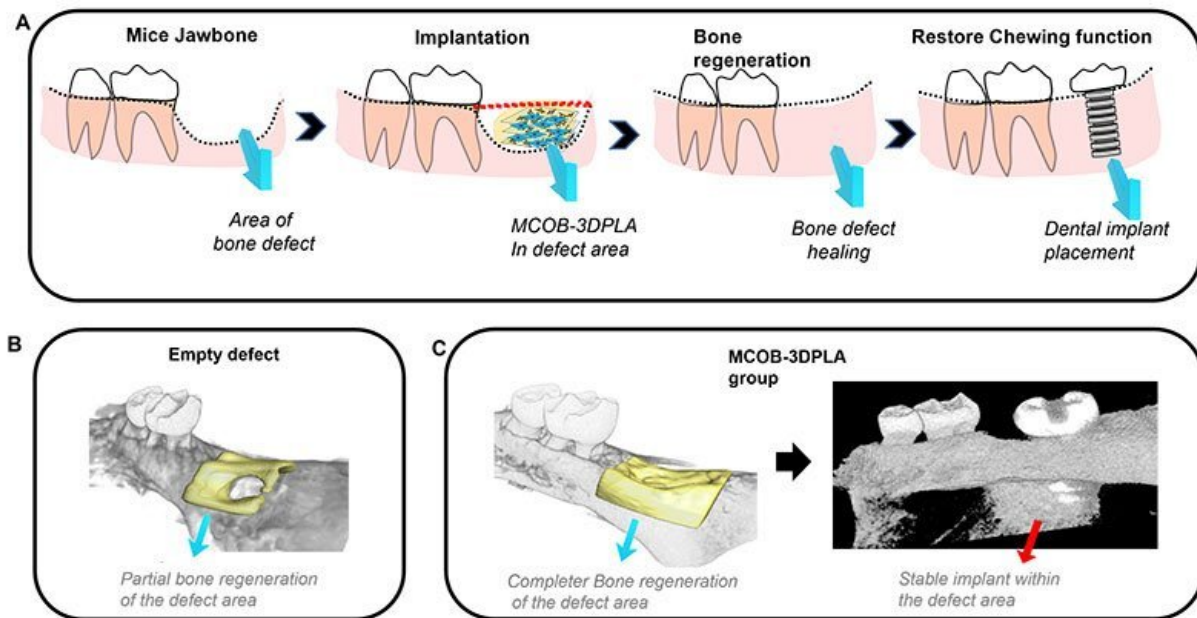 A
Mice Jawbone
Implantation
Bone
regeneration
Restore Chewing function
Area of
bone defect
MCOB-3DPLA
In defect area
Bone defect
healing
Dental implant
placement
B
Empty defect
Partial bone regeneration
of the defect area
C
MCOB-3DPLA
group
Completer Bone regeneration
of the defect area
Stable implant within
the defect area